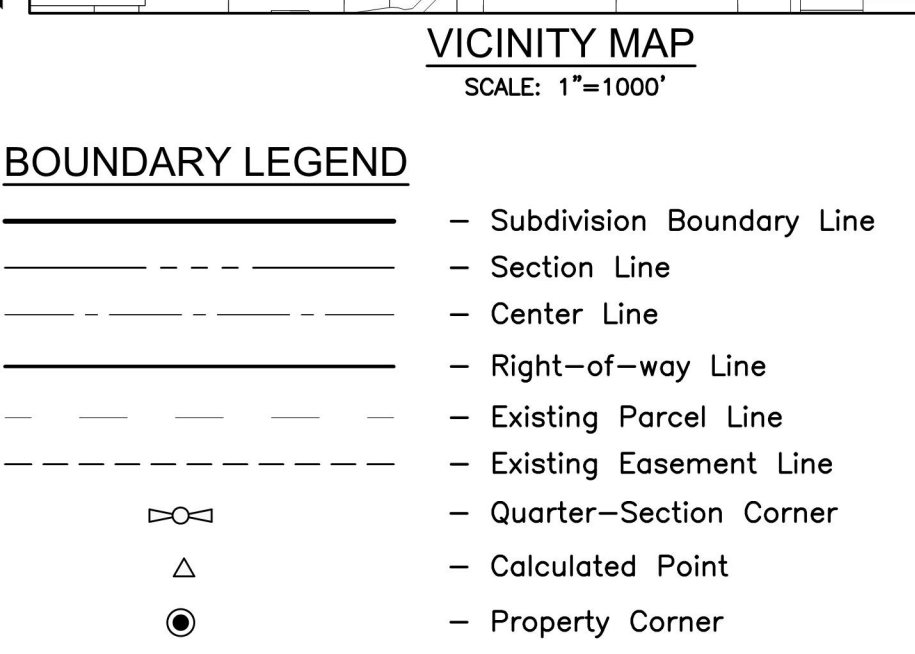 VICINITY MAP
SCALE: 1"=1000'
BOUNDARY LEGEND
– Subdivision Boundary Line
– Section Line
– Center Line
– Right–of–way Line
– Existing Parcel Line
– Existing Easement Line
– Quarter–Section Corner
– Calculated Point
– Property Corner